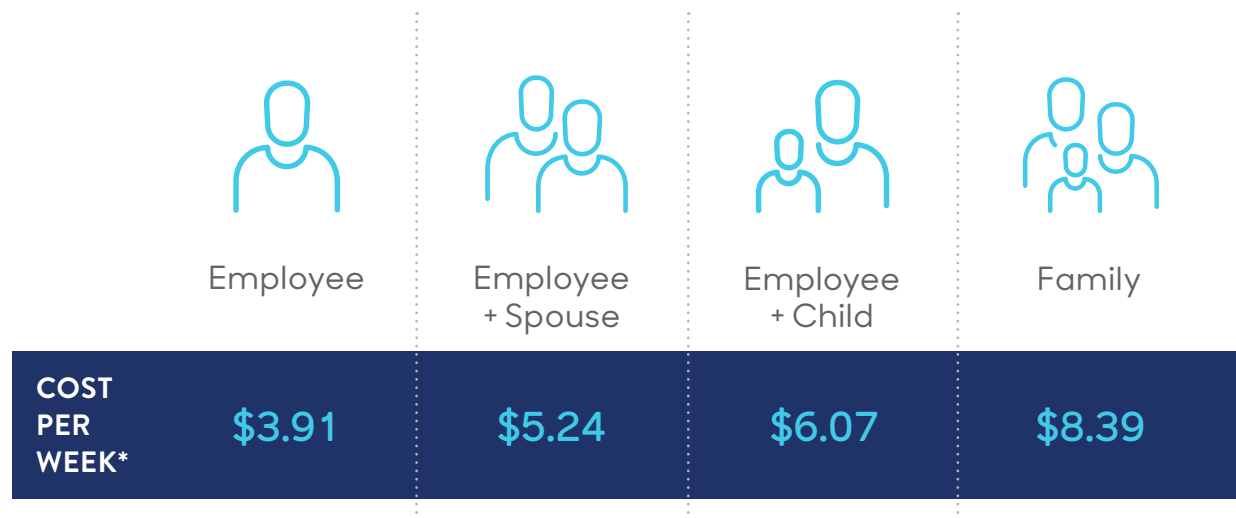 Employee
Employee
+ Spouse
Employee
+ Child
Family
COST
PER
WEEK*
$3.91
$5.24
$6.07
$8.39